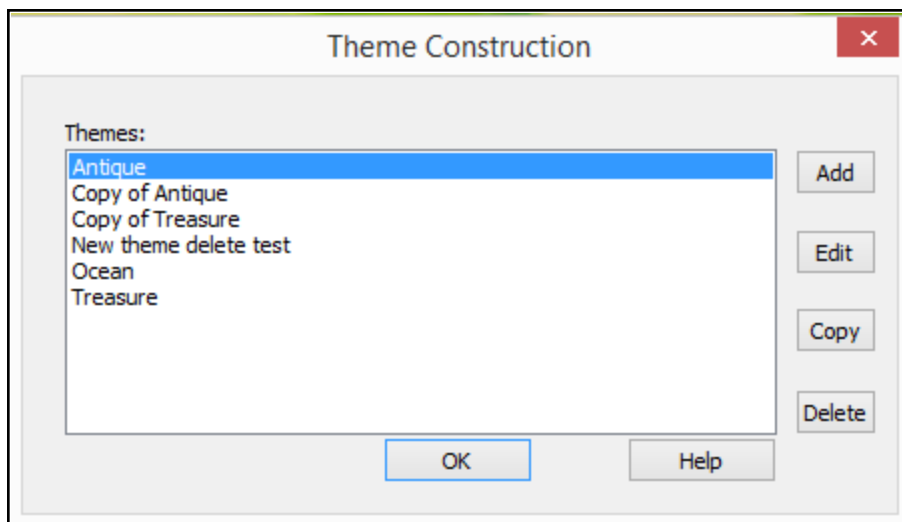 Theme Construction
Themes:
Antique
Copy of Antique
Copy of Treasure
New theme delete test
Ocean
Treasure
Add
Edit
Copy
Delete
OK
Help